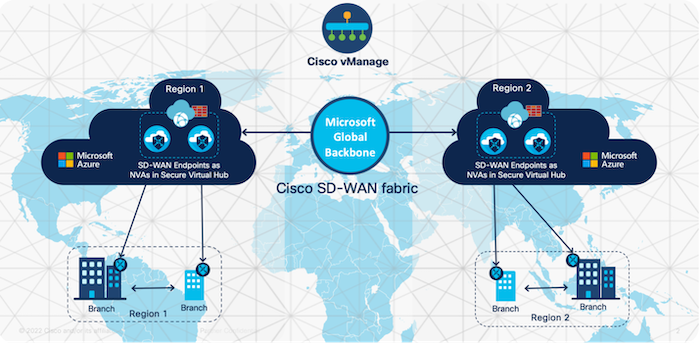 Cisco vManage
Region 1
Region 2
Microsoft
Global
Backbone
Microsoft
Azure
SD-WAN Endpoints as
NVAs in Secure Virtual Hub
SD-WAN Endpoints as
NVAs in Secure Virtual Hub
Microsoft
Azure
Cisco SD-WAN fabric
Branch
Branch
Region 1
Branch
Branch
Region 2
© 2022 Cisco